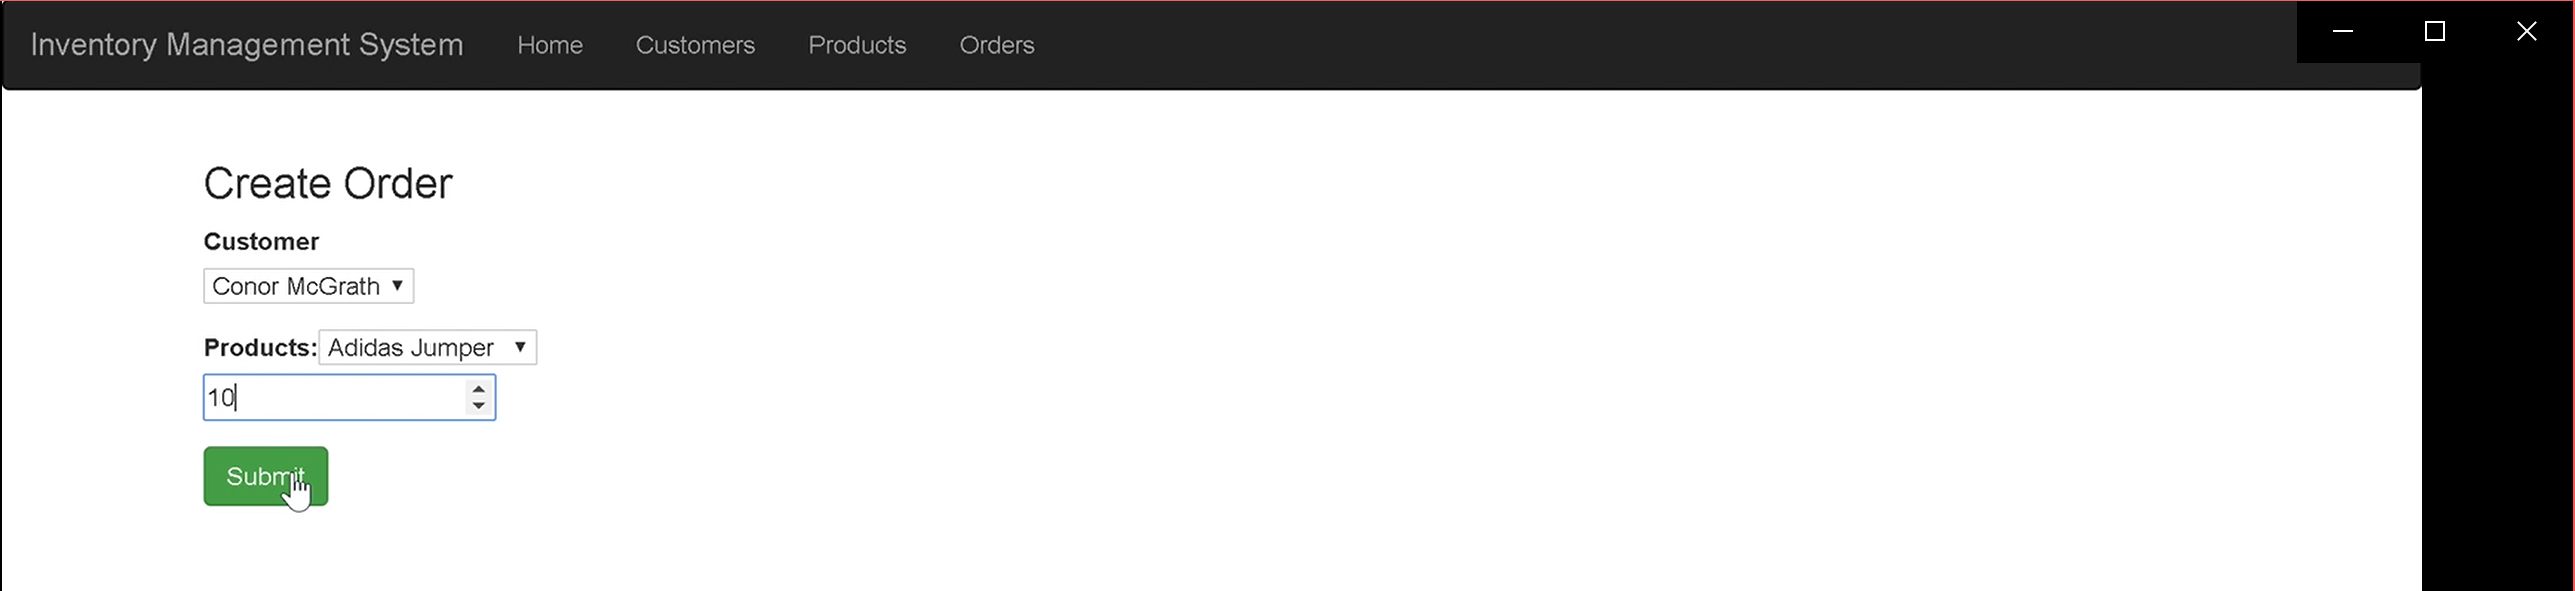 Inventory Management System Home Customers Products Orders
Create Order
Customer
Conor McGrath
Products: Adidas Jumper
10
Submit